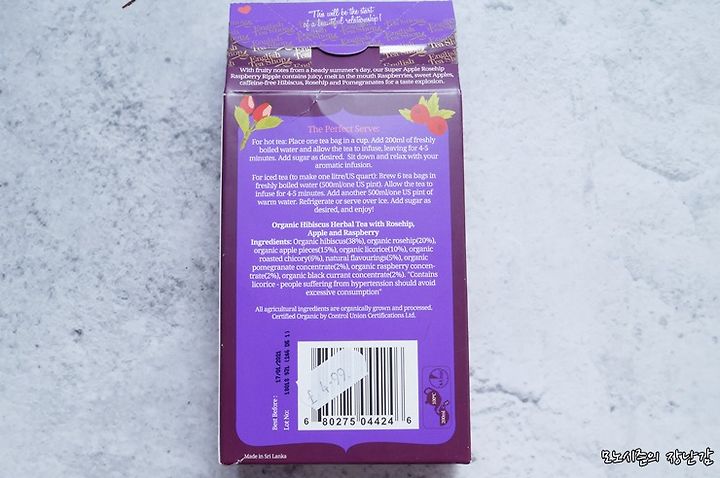 "Tea will be the start
of a beautiful relationship!"
English
Tea Shop
With fruity notes from a heady summer's day, our Super Apple Rosehip
Raspberry Ripple contains juicy, melt in the mouth Raspberries, sweet Apples,
caffeine-free Hibiscus, Rosehip and Pomegranates for a taste explosion.
The Perfect Serve:
For hot tea: Place one tea bag in a cup. Add 200ml of freshly
boiled water and allow the tea to infuse, leaving for 4-5
minutes. Add sugar as desired. Sit down and relax with your
aromatic infusion.
For iced tea (to make one litre/US quart): Brew 6 tea bags in
freshly boiled water (500ml/one US pint). Allow the tea to
infuse for 4-5 minutes. Add another 500ml/one US pint of
warm water. Refrigerate or serve over ice. Add sugar as
desired, and enjoy!
Organic Hibiscus Herbal Tea with Rosehip,
Apple and Raspberry
Ingredients: Organic hibiscus(38%), organic rosehip(20%),
organic apple pieces(15%), organic licorice(10%), organic
roasted chicory(6%), natural flavourings(5%), organic
pomegranate concentrate(2%), organic raspberry concen-
trate(2%), organic black currant concentrate(2%). "Contains
licorice - people suffering from hypertension should avoid
excessive consumption"
All agricultural ingredients are organically grown and processed.
Certified Organic by Control Union Certifications Ltd.
Best Before : 17/01/2021
Lot No:
£ 4.99
6 80275 04424 6
100ºC
200ml
Made in Sri Lanka
모노시즌의 장난감